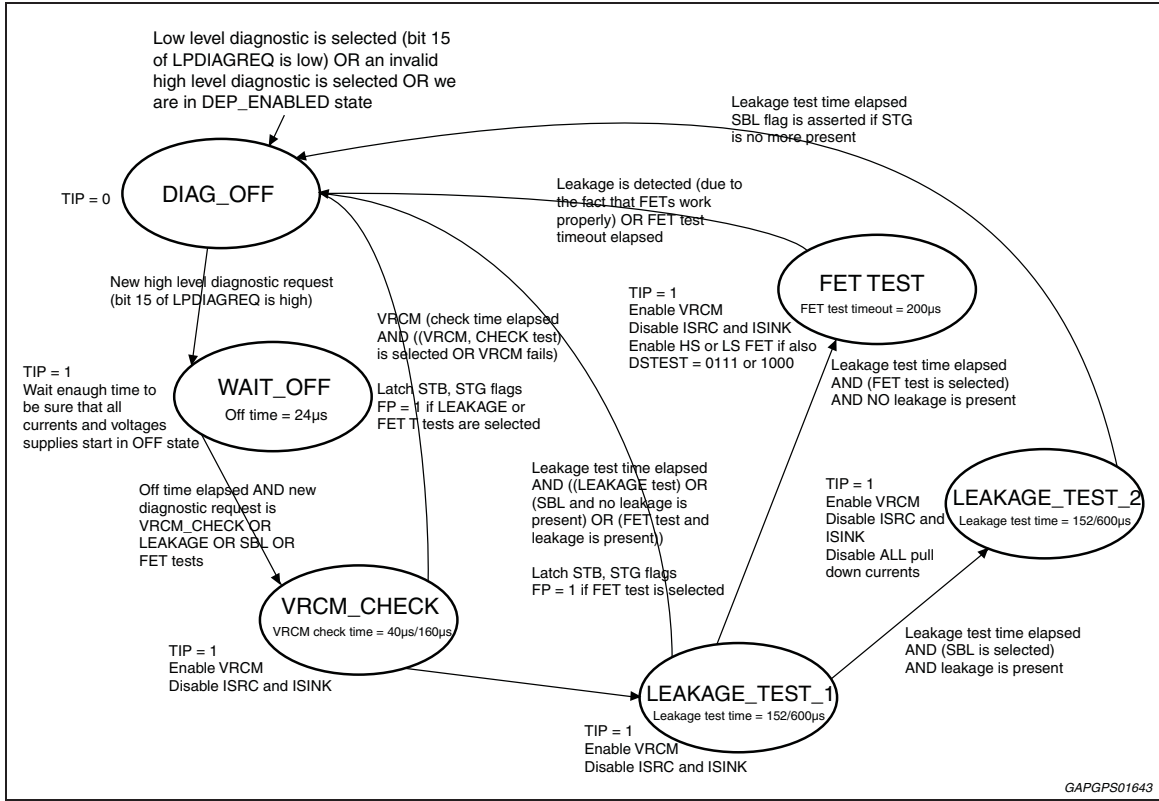 Low level diagnostic is selected (bit 15
of LPDIAGREQ is low) OR an invalid
high level diagnostic is selected OR we
are in DEP_ENABLED state
Leakage test time elapsed
SBL flag is asserted if STG
is no more present
TIP = 0
DIAG_OFF
Leakage is detected (due to
the fact that FETs work
properly) OR FET test
timeout elapsed
New high level diagnostic request
(bit 15 of LPDIAGREQ is high)
FET TEST
FET test timeout = 200µs
TIP = 1
Enable VRCM
Disable ISRC and ISINK
Enable HS or LS FET if also
DSTEST = 0111 or 1000
VRCM (check time elapsed
AND ((VRCM, CHECK test)
is selected OR VRCM fails)
Latch STB, STG flags
FP = 1 if LEAKAGE or
FET T tests are selected
TIP = 1
Wait enaugh time to
be sure that all
currents and voltages
supplies start in OFF state
WAIT_OFF
Off time = 24µs
Leakage test time elapsed
AND (FET test is selected)
AND NO leakage is present
Off time elapsed AND new
diagnostic request is
VRCM_CHECK OR
LEAKAGE OR SBL OR
FET tests
Leakage test time elapsed
AND ((LEAKAGE test) OR
(SBL and no leakage is
present) OR (FET test and
leakage is present))
Latch STB, STG flags
FP = 1 if FET test is selected
TIP = 1
Enable VRCM
Disable ISRC and
ISINK
Disable ALL pull
down currents
LEAKAGE_TEST_2
Leakage test time = 152/600µs
VRCM_CHECK
VRCM check time = 40µs/160µs
TIP = 1
Enable VRCM
Disable ISRC and ISINK
Leakage test time elapsed
AND (SBL is selected)
AND leakage is present
LEAKAGE_TEST_1
Leakage test time = 152/600µs
TIP = 1
Enable VRCM
Disable ISRC and ISINK
GAPGPS01643